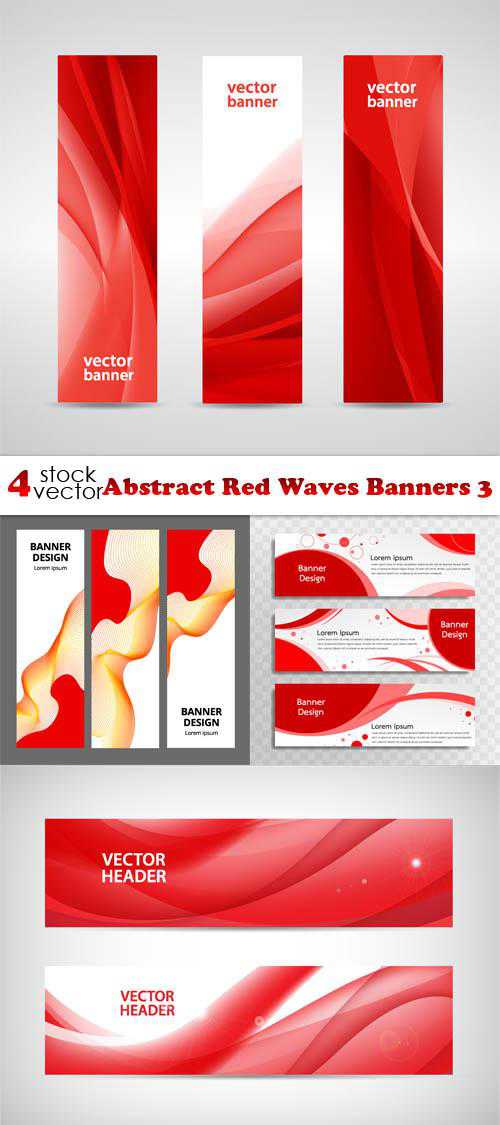 vector
banner
vector
banner
vector
banner
4 stock
vector
Abstract Red Waves Banners 3
BANNER
DESIGN
Lorem ipsum
BANNER
DESIGN
Lorem ipsum
Banner
Design
Lorem ipsum
Lorem ipsum
Banner
Design
Banner
Design
Lorem ipsum
VECTOR
HEADER
VECTOR
HEADER